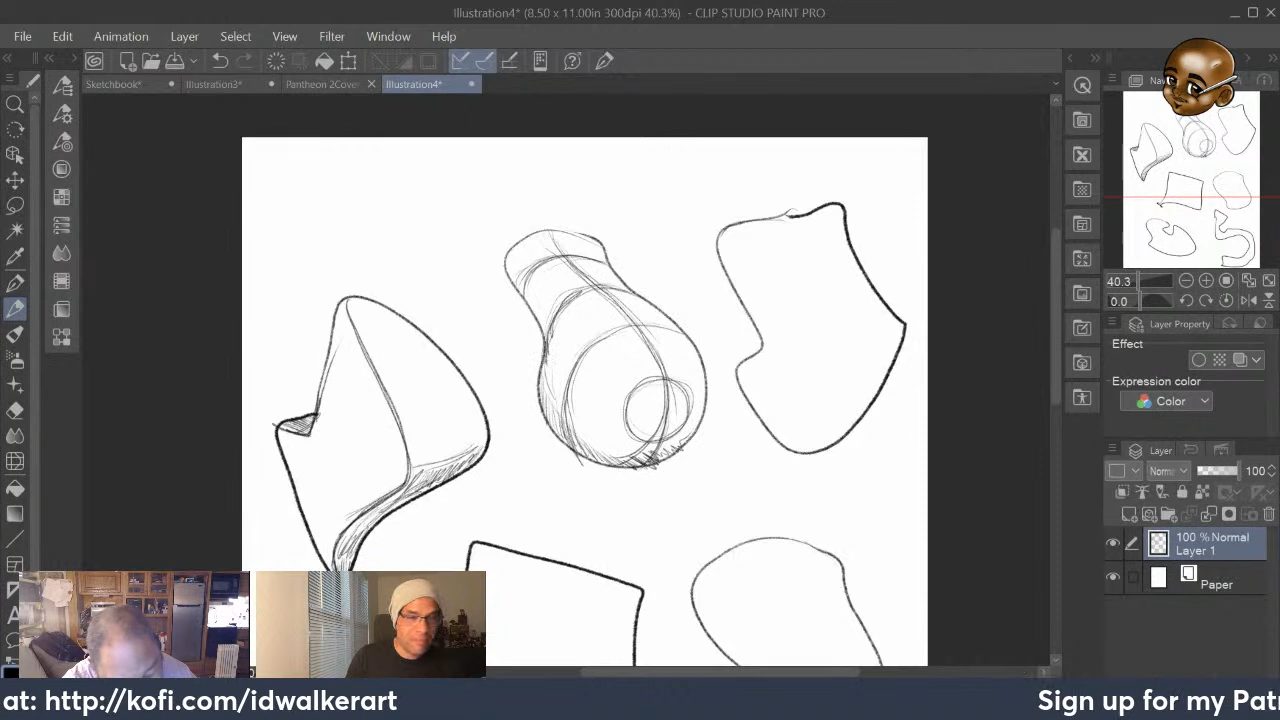 Illustration4* (8.50 x 11.00in 300dpi 40.3%)  - CLIP STUDIO PAINT PRO
File Edit Animation Layer Select View Filter Window Help
Sketchbook* Illustration3* Pantheon 2Cove Illustration4*
40.3
0.0
Layer Property
Effect
Expression color
Color
Layer
Norm 100
100 % Normal
Layer 1
Paper
at: http://kofi.com/idwalkerart Sign up for my Pat